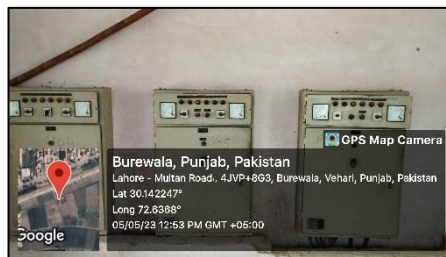 GPS Map Camera
Burewala, Punjab, Pakistan
Lahore - Multan Road, 4JVP+8G3, Burewala, Vehari, Punjab, Pakistan
Lat 30.142247°
Long 72.6368°
05/05/23 12:53 PM GMT +05:00
Google